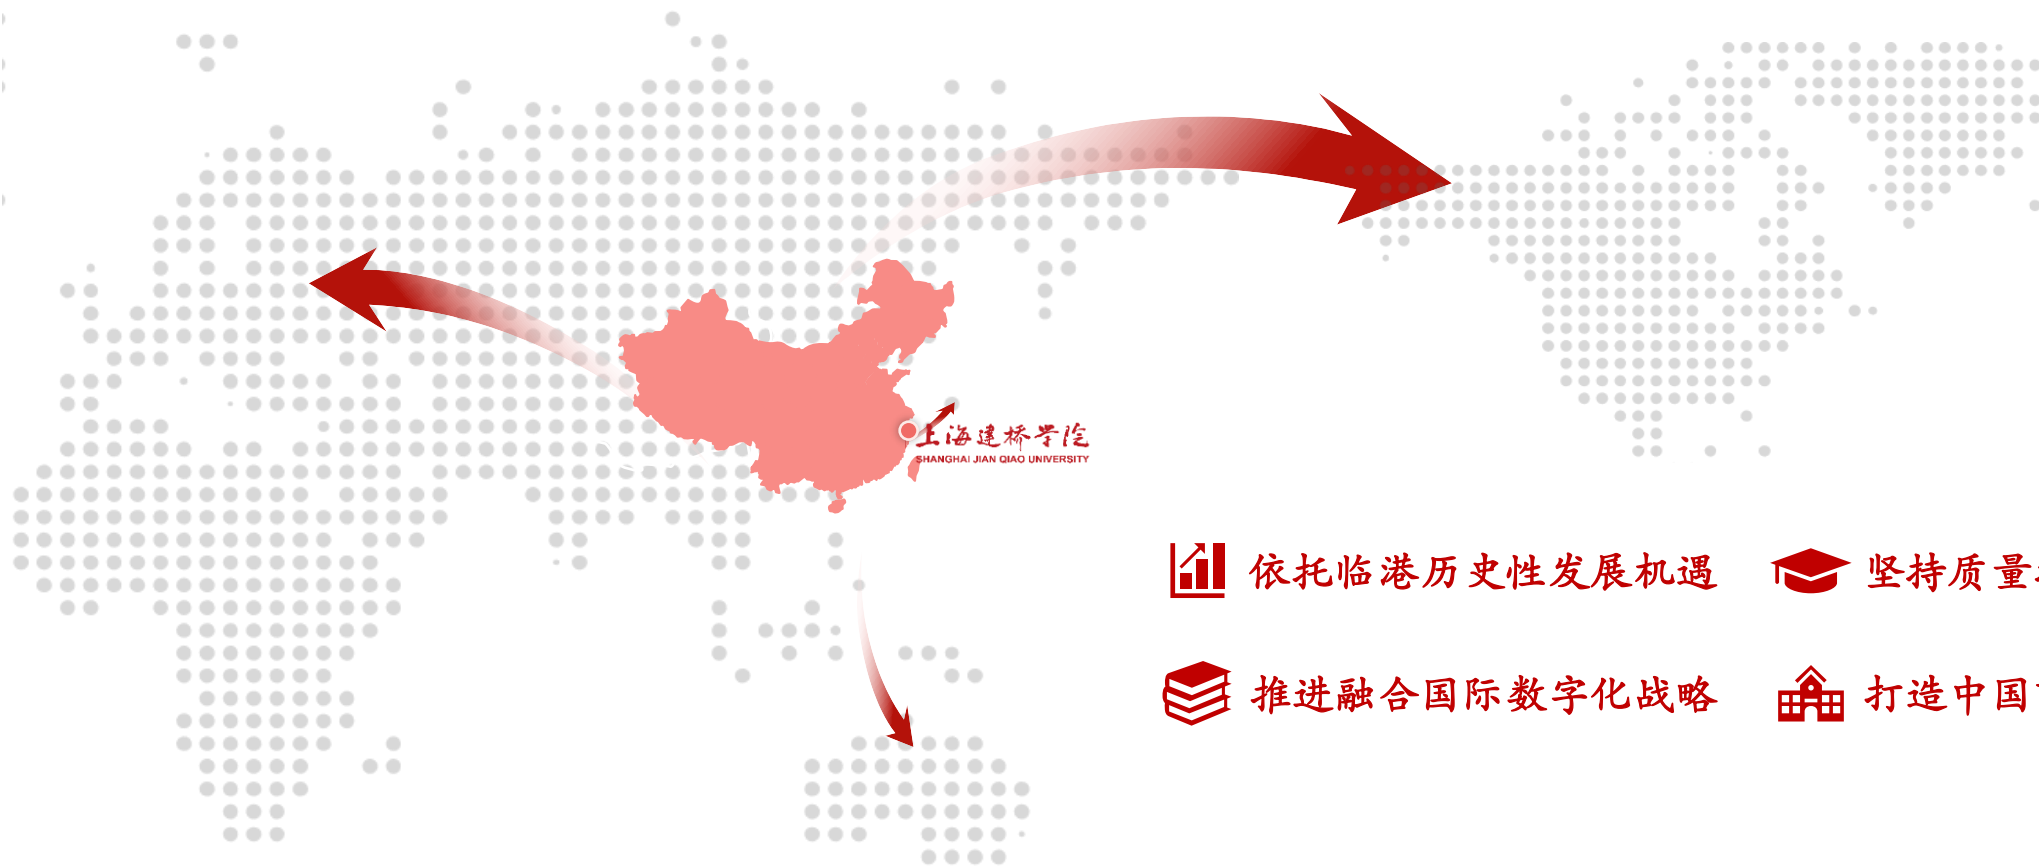 上海建桥学院
SHANGHAI JIAN QIAO UNIVERSITY
依托临港历史性发展机遇
坚持质量
推进融合国际数字化战略
打造中国